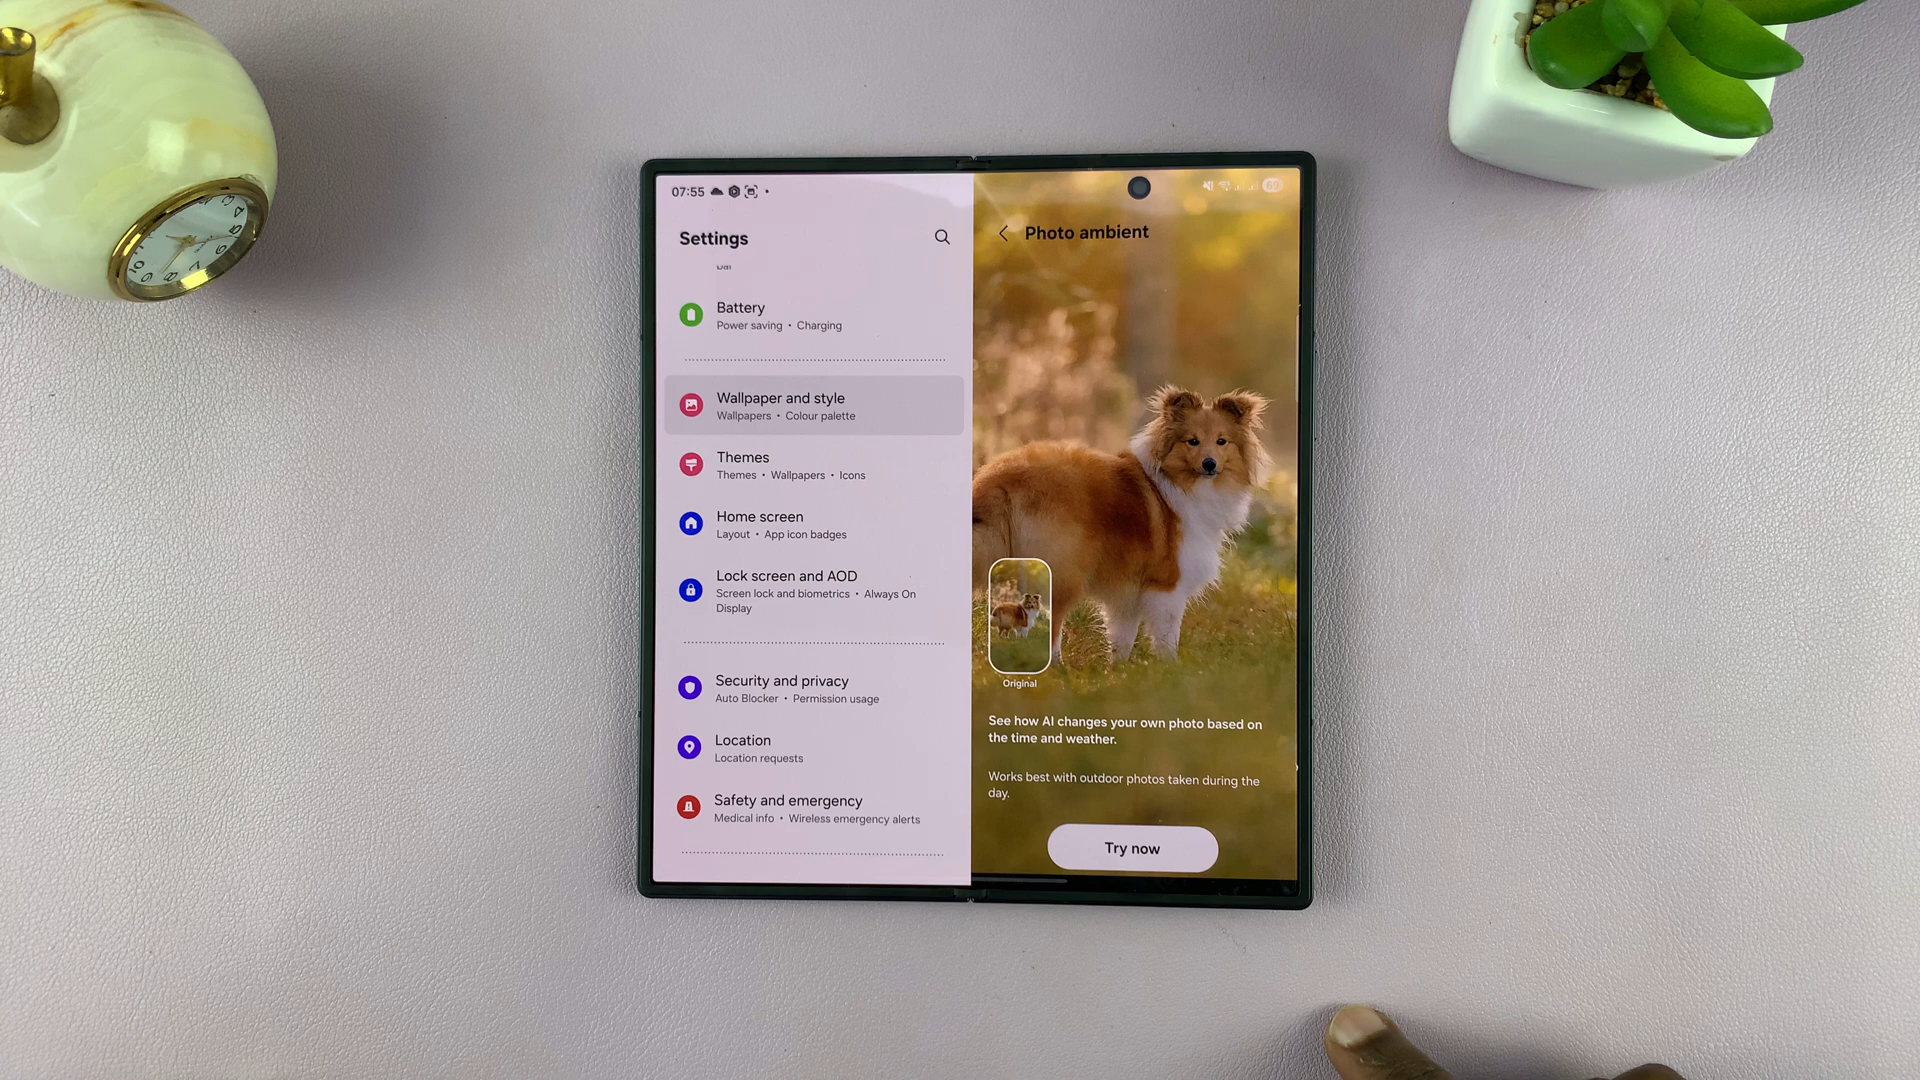 07:55
Settings
Battery
Power saving • Charging
Wallpaper and style
Wallpapers • Colour palette
Themes
Themes • Wallpapers • Icons
Home screen
Layout • App icon badges
Lock screen and AOD
Screen lock and biometrics • Always On
Display
Security and privacy
Auto Blocker • Permission usage
Location
Location requests
Safety and emergency
Medical info • Wireless emergency alerts
Photo ambient
Original
See how AI changes your own photo based on
the time and weather.
Works best with outdoor photos taken during the
day.
Try now